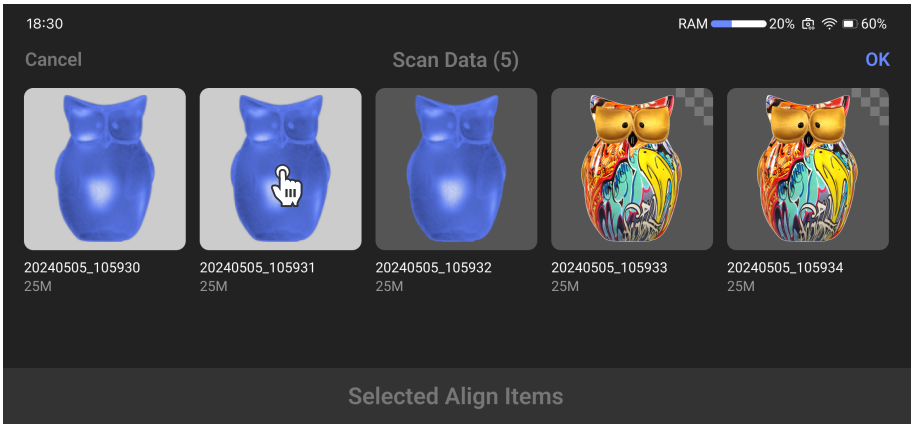 18:30 RAM 20% 60%
Cancel Scan Data (5) OK
20240505_105930 20240505_105931 20240505_105932 20240505_105933 20240505_105934
25M 25M 25M 25M 25M
Selected Align Items